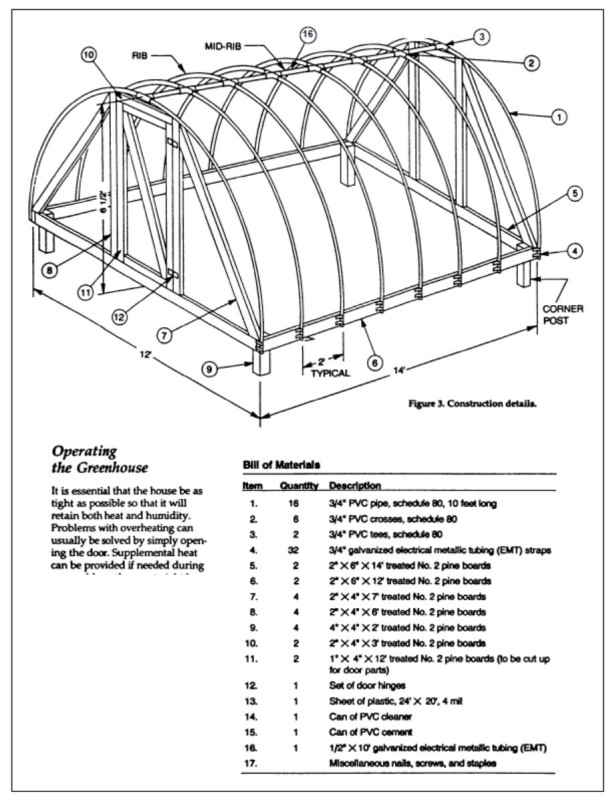 16
3
MID-RIB
RIB
10
2
1
6 1/2'
5
8
11
4
12
CORNER
POST
7
12'
9
2'
TYPICAL
6
14'
Figure 3. Construction details.
Operating
the Greenhouse
It is essential that the house be as
tight as possible so that it will
retain both heat and humidity.
Problems with overheating can
usually be solved by simply open-
ing the door. Supplemental heat
can be provided if needed during
Bill of Materials
Item Quantity Description
1. 16 3/4" PVC pipe, schedule 80, 10 feet long
2. 6 3/4" PVC crosses, schedule 80
3. 2 3/4" PVC tees, schedule 80
4. 32 3/4" galvanized electrical metallic tubing (EMT) straps
5. 2 2" X 6" X 14' treated No. 2 pine boards
6. 2 2" X 6" X 12' treated No. 2 pine boards
7. 4 2" X 4" X 7' treated No. 2 pine boards
8. 4 2" X 4" X 6' treated No. 2 pine boards
9. 4 4" X 4" X 2' treated No. 2 pine boards
10. 2 2" X 4" X 3' treated No. 2 pine boards
11. 2 1" X 4" X 12' treated No. 2 pine boards (to be cut up
for door parts)
12. 1 Set of door hinges
13. 1 Sheet of plastic, 24' X 20', 4 mil
14. 1 Can of PVC cleaner
15. 1 Can of PVC cement
16. 1 1/2" X 10' galvanized electrical metallic tubing (EMT)
17. Miscellaneous nails, screws, and staples